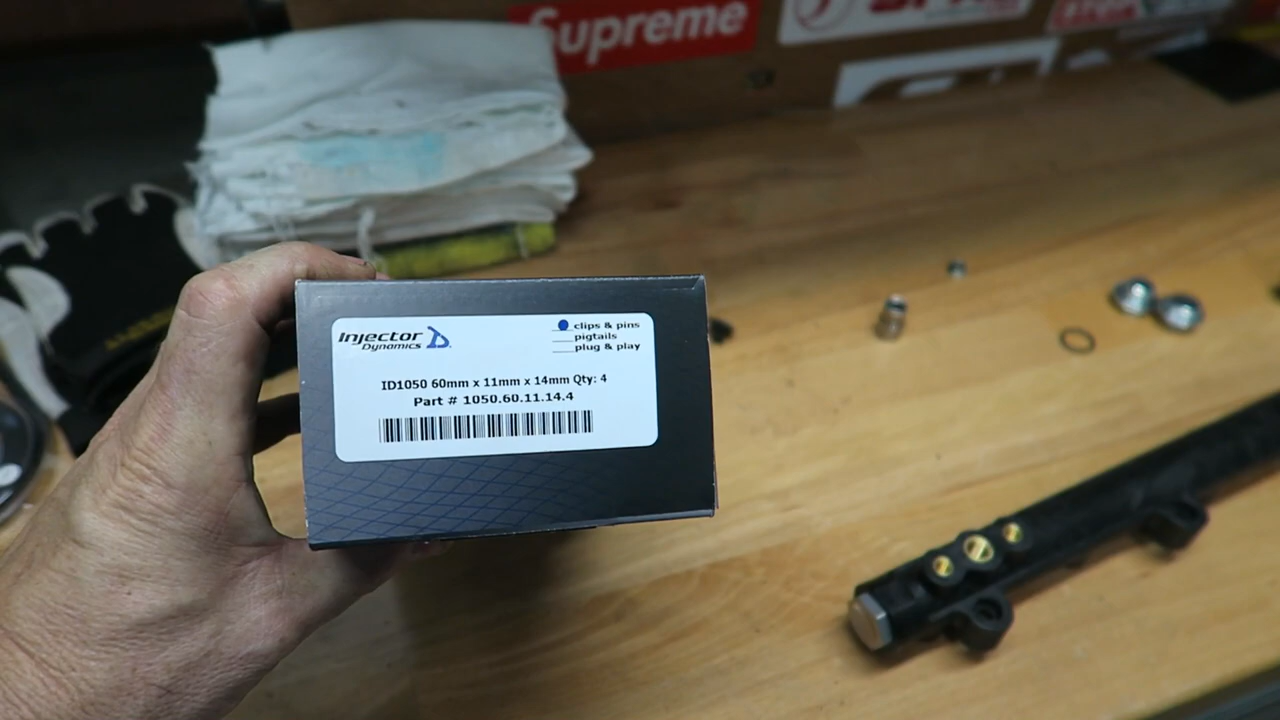 Supreme
Injector
Dynamics
clips & pins
pigtails
plug & play
ID1050 60mm x 11mm x 14mm Qty: 4
Part # 1050.60.11.14.4